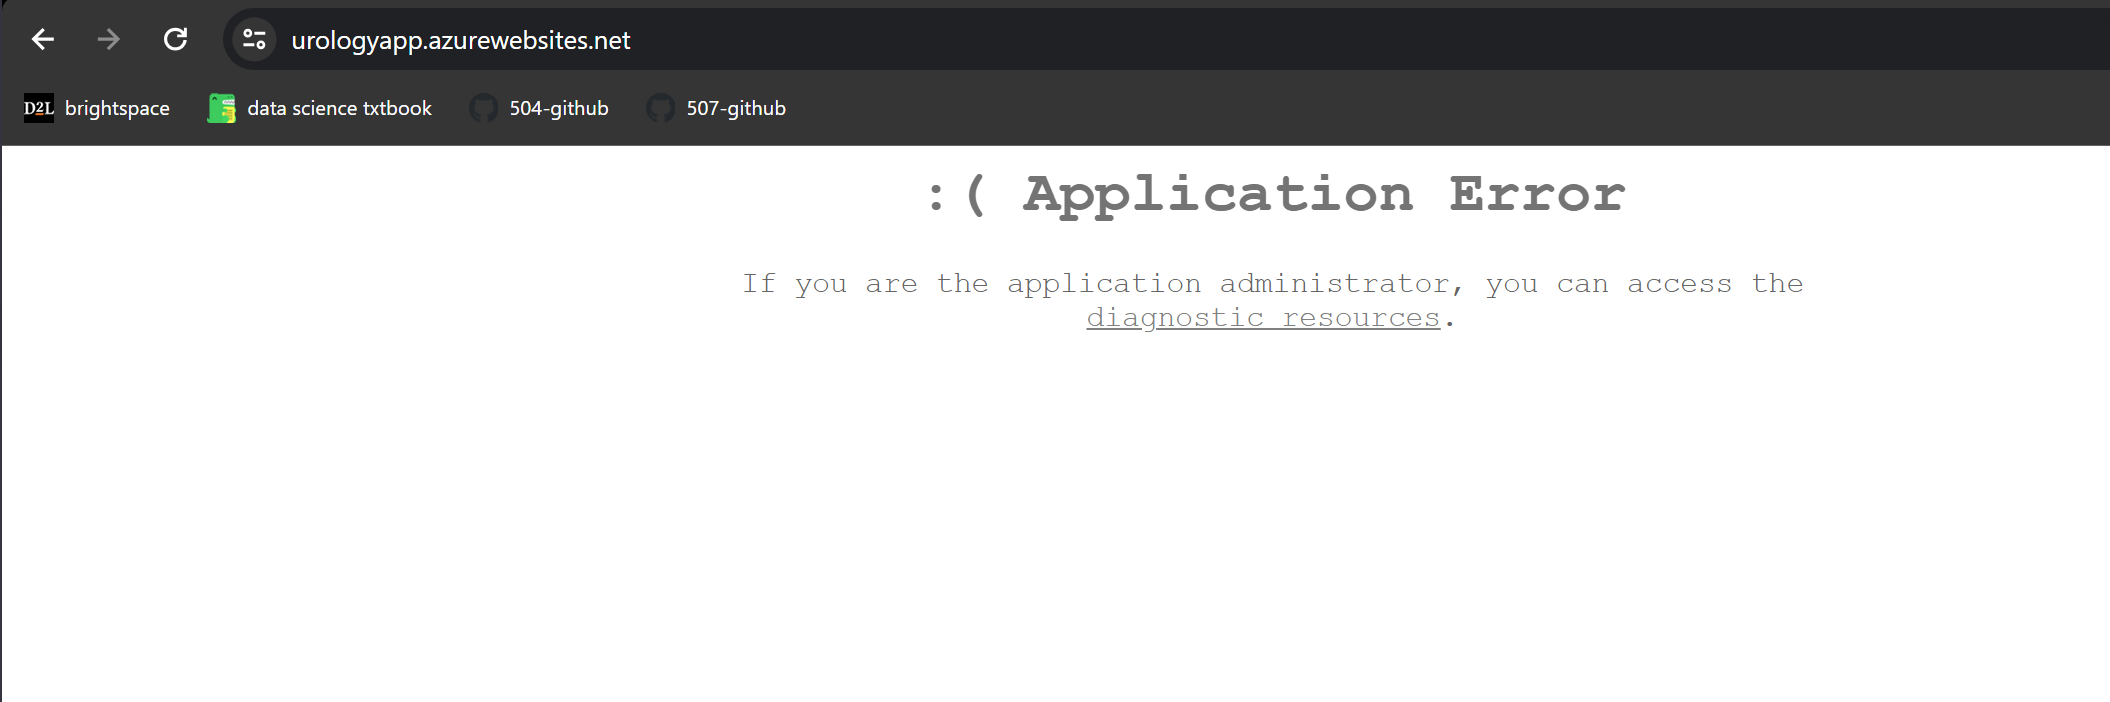 urologyapp.azurewebsites.net
D2L brightspace data science txtbook 504-github 507-github
:( Application Error
If you are the application administrator, you can access the
diagnostic resources.